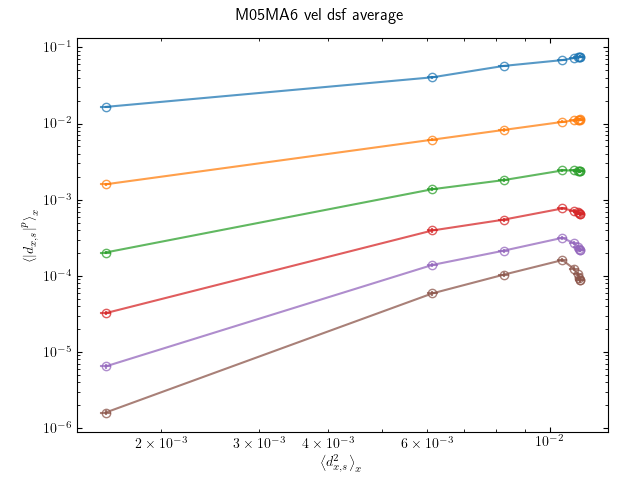 M05MA6 vel dsf average
10⁻¹
10⁻²
10⁻³
10⁻⁴
10⁻⁵
10⁻⁶
⟨|d_{x,s}|^p⟩_x
2 × 10⁻³
3 × 10⁻³
4 × 10⁻³
6 × 10⁻³
10⁻²
⟨d²_{x,s}⟩_x